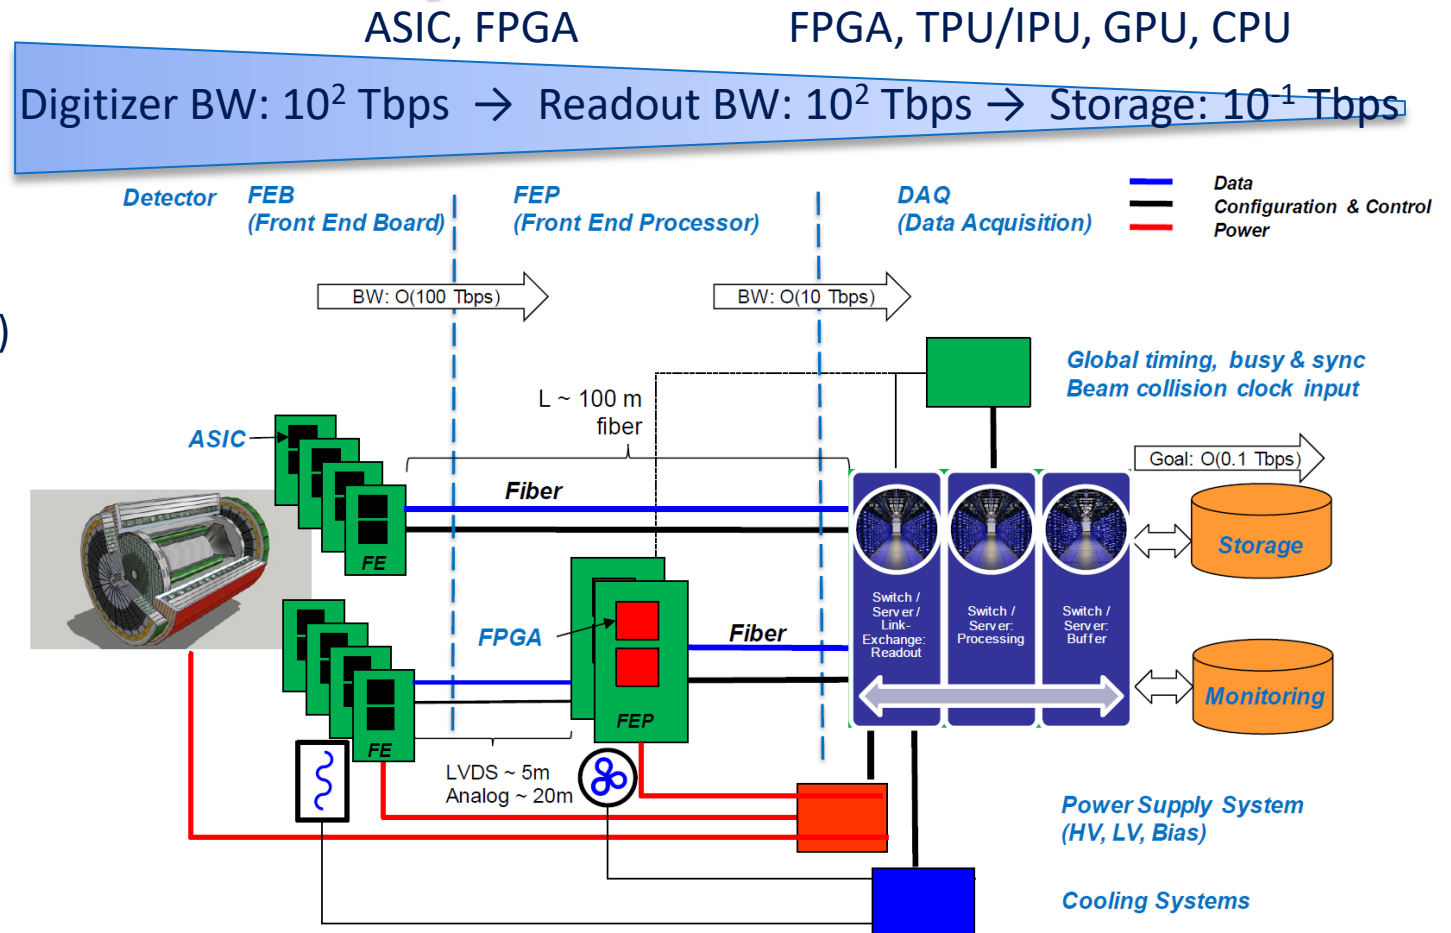 ASIC, FPGA
FPGA, TPU/IPU, GPU, CPU
Digitizer BW: 10² Tbps → Readout BW: 10² Tbps → Storage: 10⁻¹ Tbps
Detector
FEB
(Front End Board)
FEP
(Front End Processor)
DAQ
(Data Acquisition)
Data
Configuration & Control
Power
BW: O(100 Tbps)
BW: O(10 Tbps)
)
Global timing, busy & sync
Beam collision clock input
L ~ 100 m
fiber
ASIC
Goal: O(0.1 Tbps)
Fiber
FE
Storage
Switch /
Server /
Link-
Exchange:
Readout
Switch /
Server:
Processing
Switch /
Server:
Buffer
FPGA
Fiber
Monitoring
FEP
FE
LVDS ~ 5m
Analog ~ 20m
Power Supply System
(HV, LV, Bias)
Cooling Systems